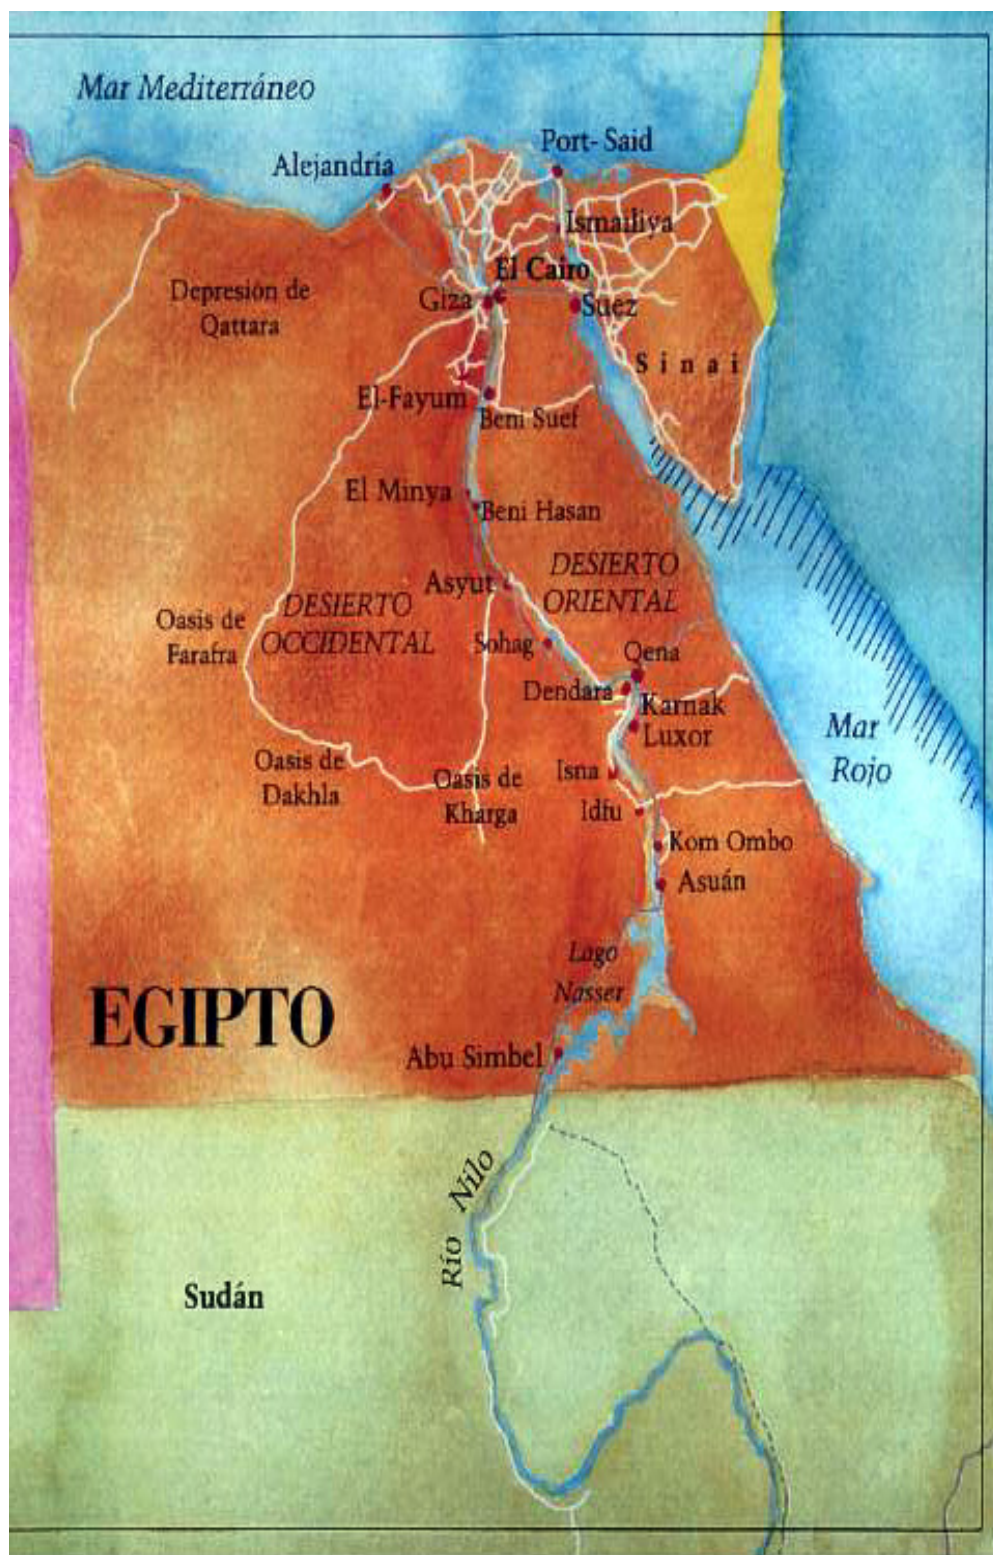 Mar Mediterráneo
Port- Said
Alejandría
Ismailiya
El Cairo
Depresión de
Qattara
Giza
Suez
Sinai
El-Fayum
Beni Suef
El Minya
Beni Hasan
DESIERTO
ORIENTAL
Asyut
DESIERTO
OCCIDENTAL
Oasis de
Farafra
Sohag
Qena
Dendara
Karnak
Luxor
Mar
Rojo
Oasis de
Dakhla
Oasis de
Kharga
Isna
Idfu
Kom Ombo
Asuán
Lago
Nasser
EGIPTO
Abu Simbel
Río Nilo
Sudán